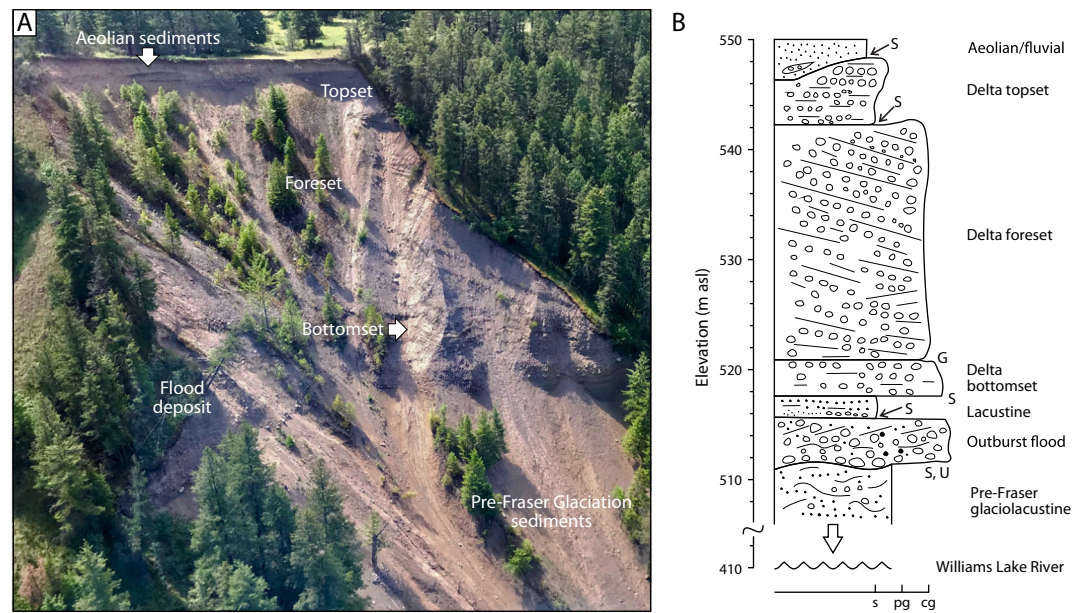 A
Aeolian sediments
Topset
Foreset
Bottomset
Flood
deposit
Pre-Fraser Glaciation
sediments
B
Elevation (m asl)
550
540
530
520
510
410
S
S
G
S
S
S, U
Aeolian/fluvial
Delta topset
Delta foreset
Delta
bottomset
Lacustine
Outburst flood
Pre-Fraser
glaciolacustine
Williams Lake River
s pg cg